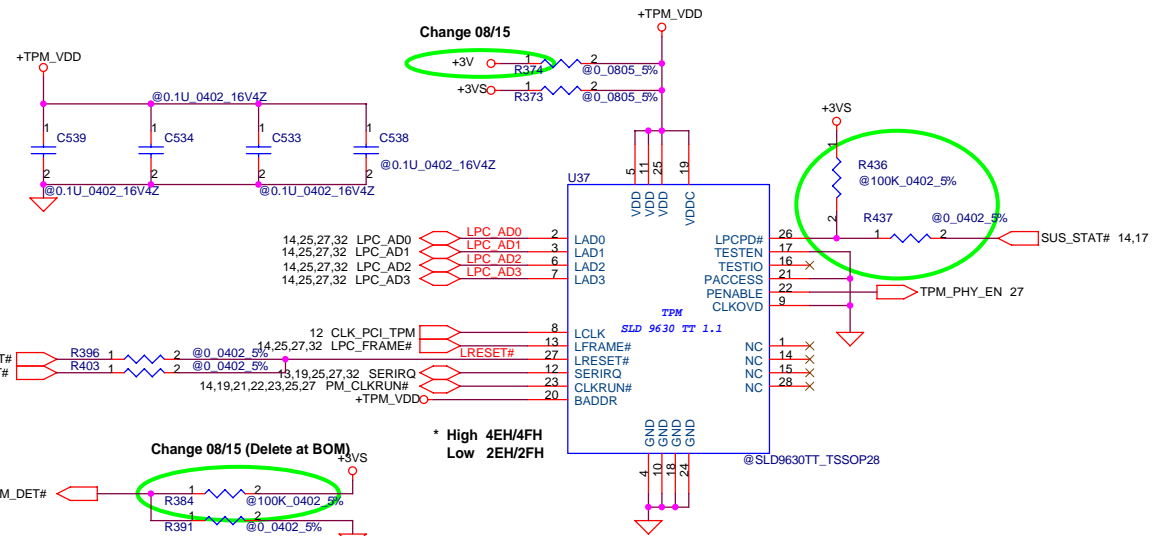 +TPM_VDD
Change 08/15
+TPM_VDD
+3V
1
R374
2
@0_0805_5%
+3VS
1
R373
2
@0_0805_5%
@0.1U_0402_16V4Z
1
C539
2
@0.1U_0402_16V4Z
1
C534
2
1
C533
2
@0.1U_0402_16V4Z
1
C538
@0.1U_0402_16V4Z
2
+3VS
1
R436
@100K_0402_5%
2
R437
1
2
@0_0402_5%
SUS_STAT# 14,17
U37
5
11
25
19
VDD
VDD
VDD
VDDC
14,25,27,32 LPC_AD0
LPC_AD0
2
LAD0
14,25,27,32 LPC_AD1
LPC_AD1
3
LAD1
14,25,27,32 LPC_AD2
LPC_AD2
6
LAD2
14,25,27,32 LPC_AD3
LPC_AD3
7
LAD3
LPCPD#
26
TESTEN
17
TESTIO
16
PACCESS
21
PENABLE
22
TPM_PHY_EN 27
CLKOVD
9
TPM
SLD 9630 TT 1.1
12 CLK_PCI_TPM
8
LCLK
14,25,27,32 LPC_FRAME#
13
LFRAME#
T#
R396
1
2
@0_0402_5%
LRESET#
27
LRESET#
T#
R403
1
2
@0_0402_5%
13,19,25,27,32 SERIRQ
12
SERIRQ
14,19,21,22,23,25,27 PM_CLKRUN#
23
CLKRUN#
+TPM_VDD
20
BADDR
NC
1
NC
14
NC
15
NC
28
* High 4EH/4FH
Low 2EH/2FH
GND
GND
GND
GND
4
10
18
24
@SLD9630TT_TSSOP28
Change 08/15 (Delete at BOM)
+3VS
M_DET#
1
R384
2
@100K_0402_5%
1
R391
2
@0_0402_5%